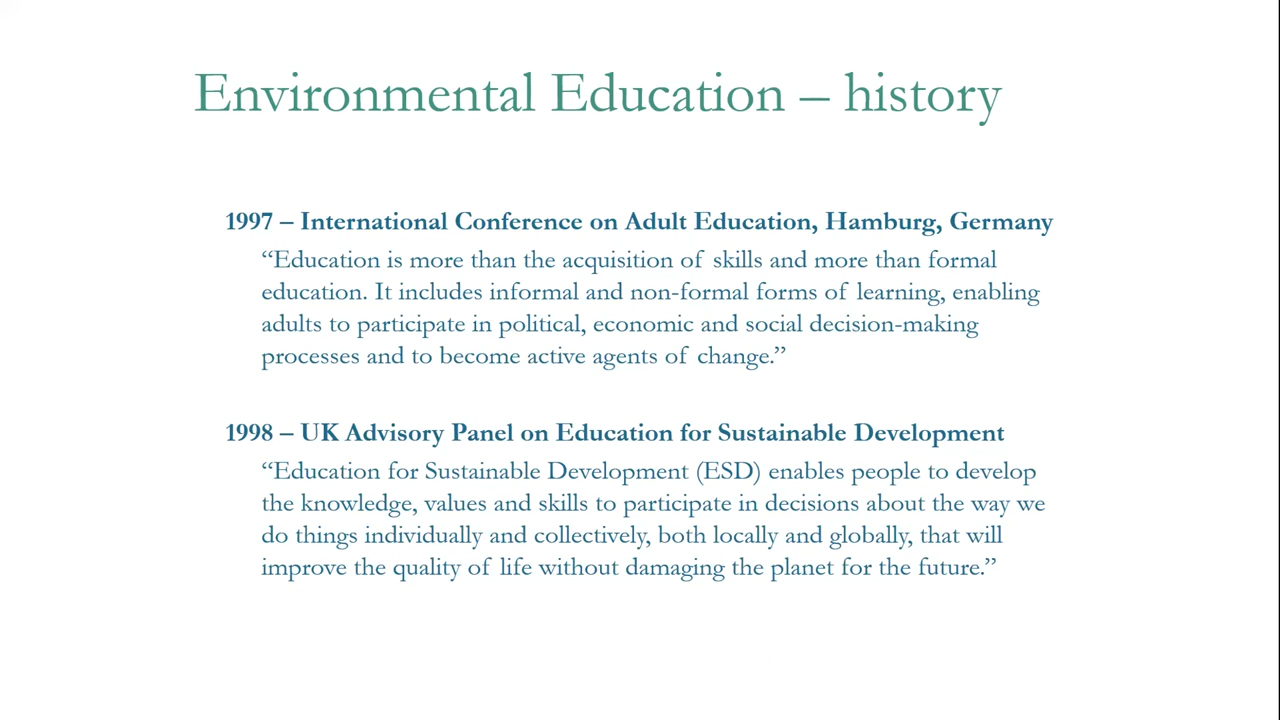 Environmental Education – history
1997 – International Conference on Adult Education, Hamburg, Germany
“Education is more than the acquisition of skills and more than formal
education. It includes informal and non-formal forms of learning, enabling
adults to participate in political, economic and social decision-making
processes and to become active agents of change.”
1998 – UK Advisory Panel on Education for Sustainable Development
“Education for Sustainable Development (ESD) enables people to develop
the knowledge, values and skills to participate in decisions about the way we
do things individually and collectively, both locally and globally, that will
improve the quality of life without damaging the planet for the future.”